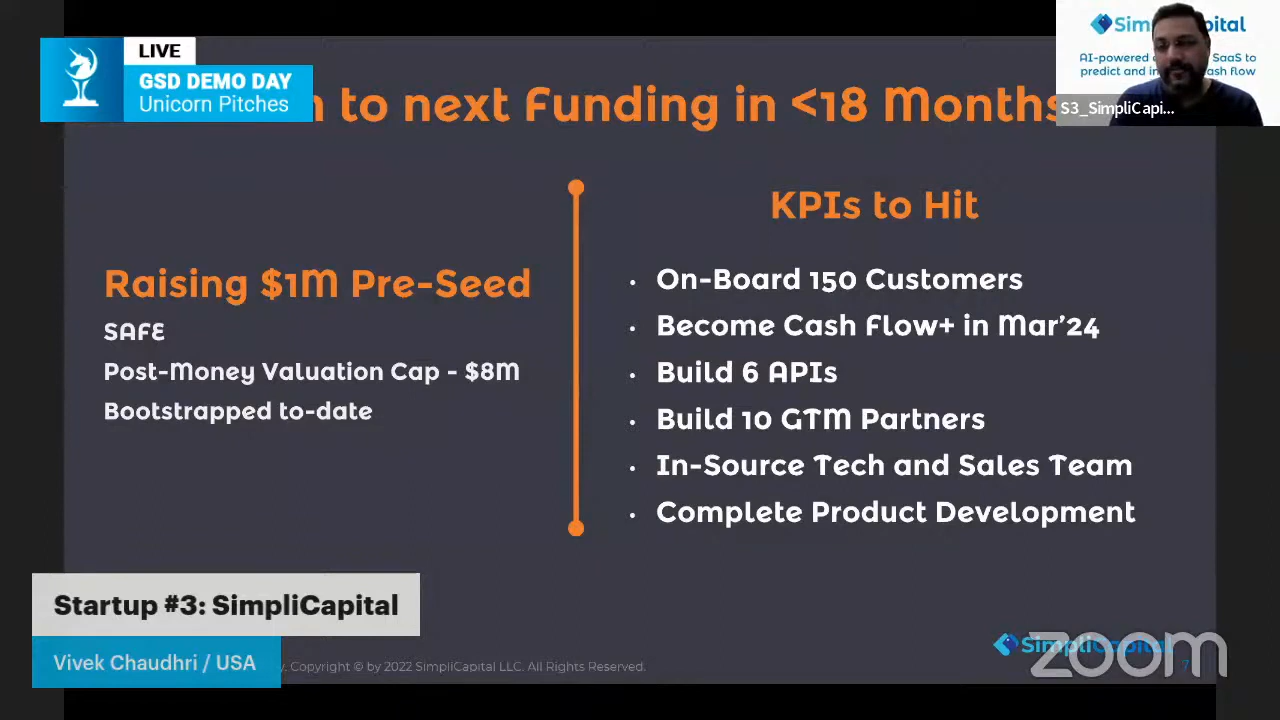 LIVE
GSD DEMO DAY
Unicorn Pitches
to next Funding in <18 Months
AI-powered SaaS to
predict and cash flow
S3_SimpliCapi...
Raising $1M Pre-Seed
SAFE
Post-Money Valuation Cap - $8M
Bootstrapped to-date
KPIs to Hit
• On-Board 150 Customers
• Become Cash Flow+ in Mar'24
• Build 6 APIs
• Build 10 GTM Partners
• In-Source Tech and Sales Team
• Complete Product Development
Startup #3: SimpliCapital
Vivek Chaudhri / USA
Copyright © by 2022 SimpliCapital LLC. All Rights Reserved.
SimpliCapital
zoom
7